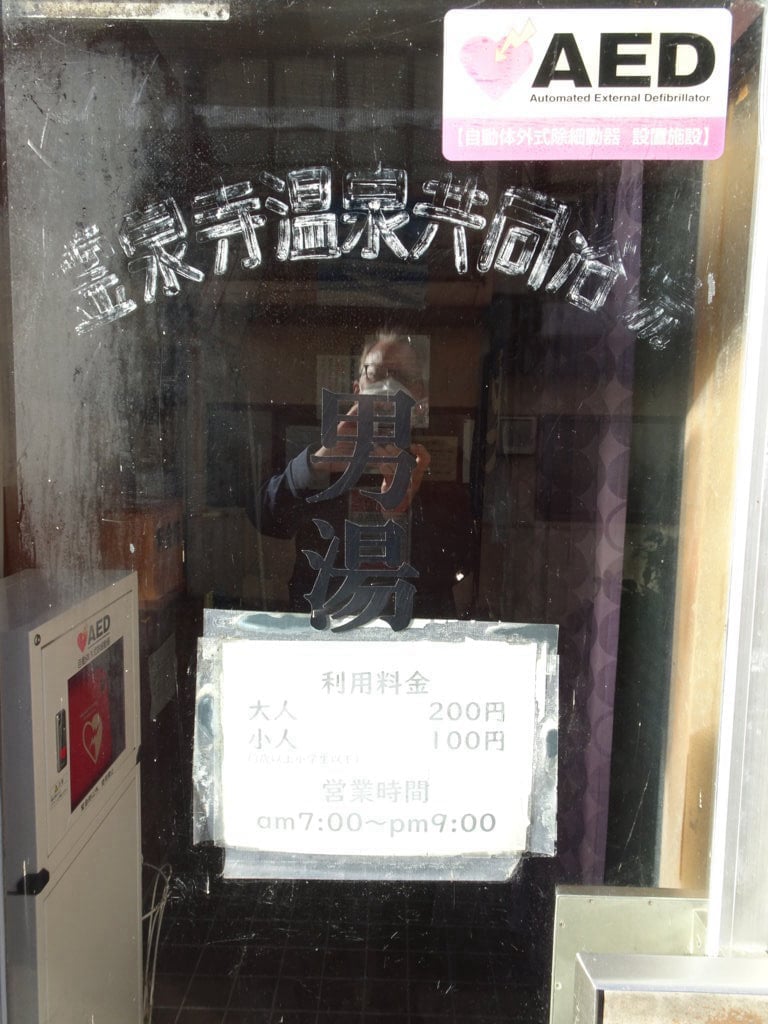 AED
Automated External Defibrillator
【自動体外式除細動器 設置施設】
霊泉寺温泉共同浴場
男湯
AED
利用料金
大人 200円
小人 100円
営業時間
am7:00〜pm9:00